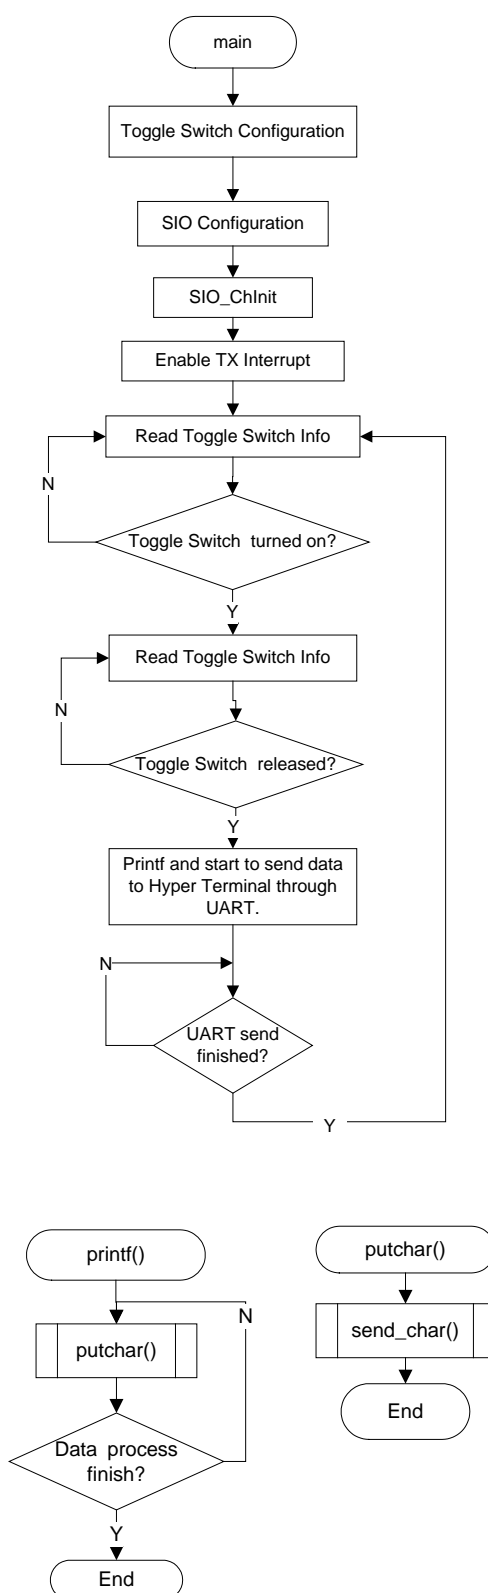 main
Toggle Switch Configuration
SIO Configuration
SIO_ChInit
Enable TX Interrupt
Read Toggle Switch Info
N
Toggle Switch turned on?
Y
Read Toggle Switch Info
N
Toggle Switch released?
Y
Printf and start to send data
to Hyper Terminal through
UART.
N
UART send
finished?
Y
printf()
N
putchar()
Data process
finish?
Y
End
putchar()
send_char()
End